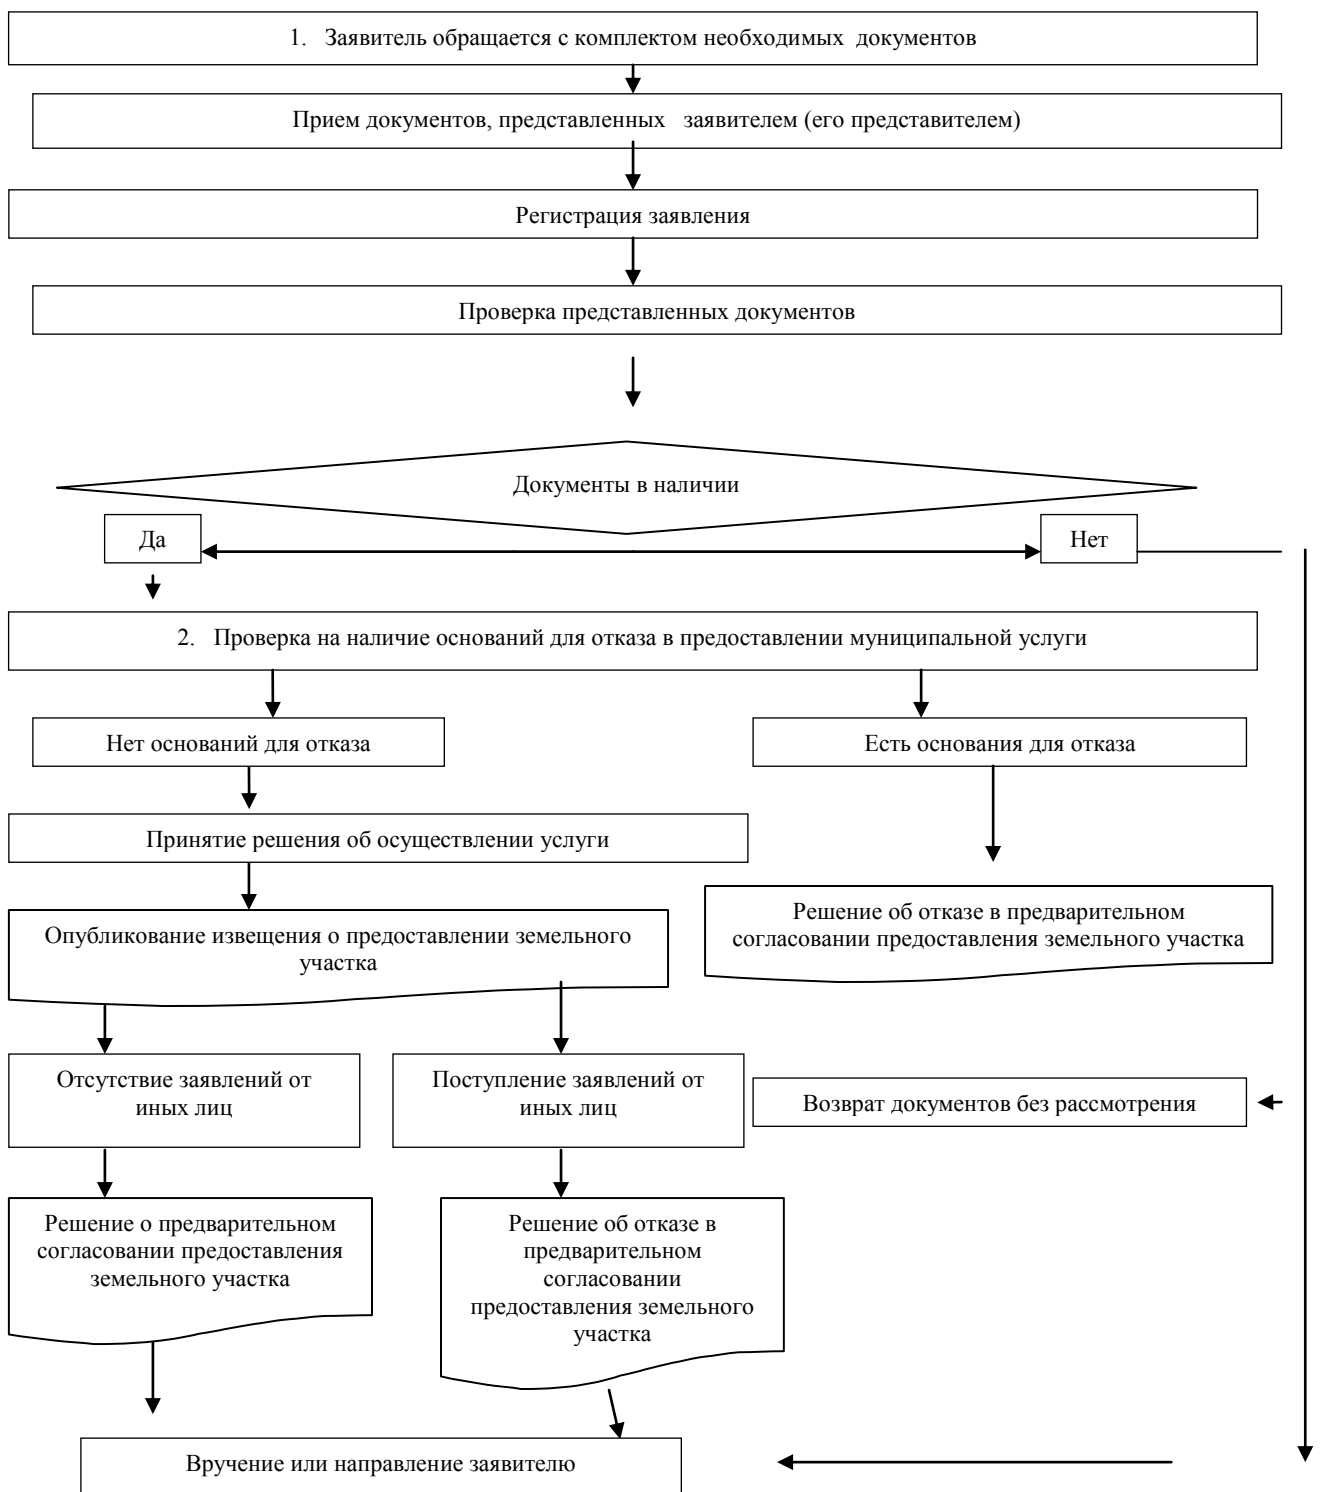 1. Заявитель обращается с комплектом необходимых документов
Прием документов, представленных заявителем (его представителем)
Регистрация заявления
Проверка представленных документов
Документы в наличии
Да
Нет
2. Проверка на наличие оснований для отказа в предоставлении муниципальной услуги
Нет оснований для отказа
Есть основания для отказа
Принятие решения об осуществлении услуги
Опубликование извещения о предоставлении земельного
участка
Решение об отказе в предварительном
согласовании предоставления земельного участка
Отсутствие заявлений от
иных лиц
Поступление заявлений от
иных лиц
Возврат документов без рассмотрения
Решение о предварительном
согласовании предоставления
земельного участка
Решение об отказе в
предварительном
согласовании
предоставления земельного
участка
Вручение или направление заявителю